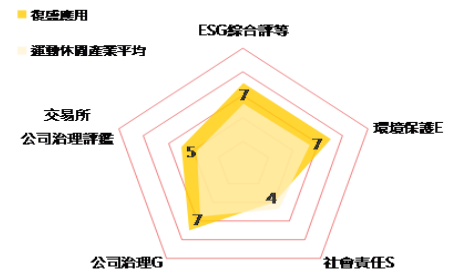 復盛應用
ESG綜合評等
運動休閒產業平均
7
交易所
公司治理評鑑
5
7
環境保護E
4
7
公司治理G
社會責任S